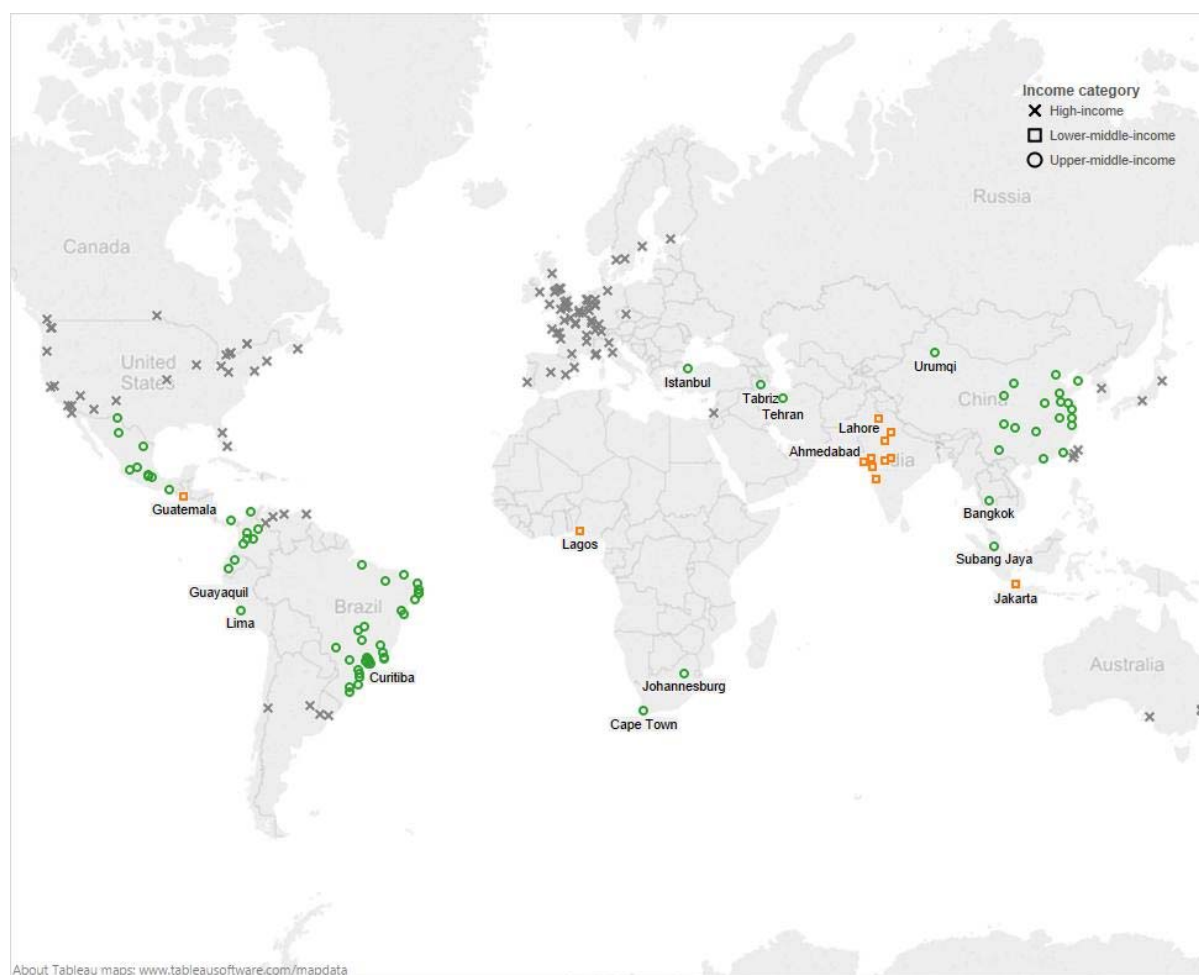 Income category
High-income
Lower-middle-income
Upper-middle-income
Russia
Canada
United
States
Urumqi
Istanbul
Tabriz
Tehran
China
Lahore
Ahmedabad
dia
Guatemala
Bangkok
Lagos
Subang Jaya
Guayaquil
Brazil
Jakarta
Lima
Australia
Curitiba
Johannesburg
Cape Town
About Tableau maps: www.tableausoftware.com/mapdata